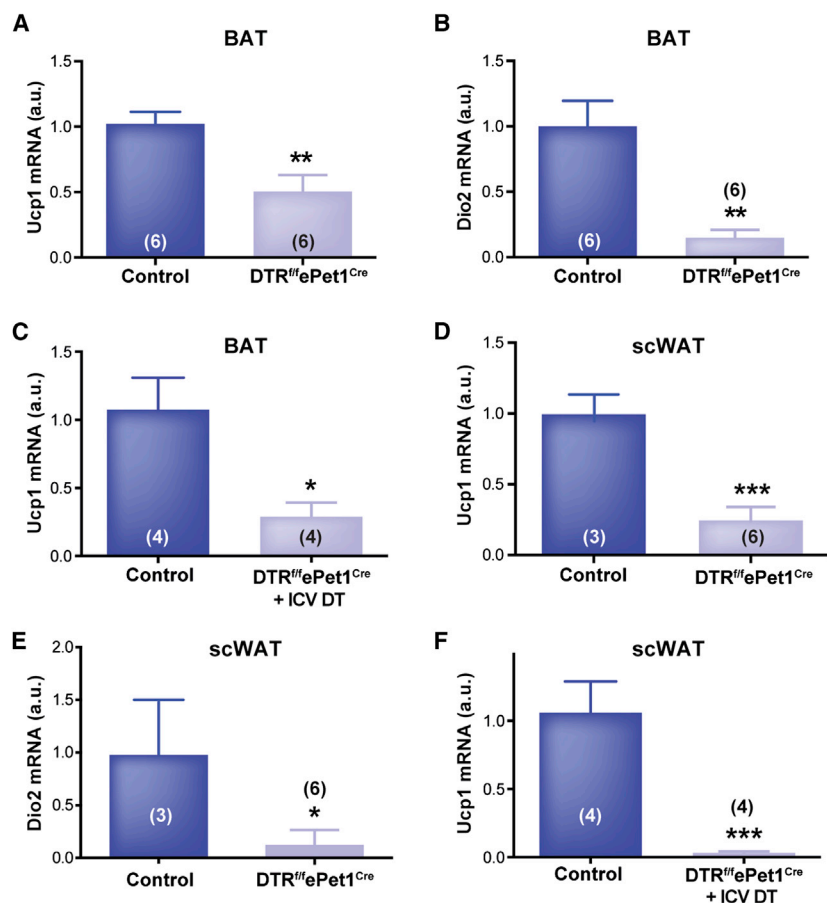 A
BAT
Ucp1 mRNA (a.u.)
1.5
1.0
0.5
0.0
**
(6)
(6)
Control
DTRf/fePet1Cre
B
BAT
Dio2 mRNA (a.u.)
1.5
1.0
0.5
0.0
(6)
**
(6)
Control
DTRf/fePet1Cre
C
BAT
Ucp1 mRNA (a.u.)
1.5
1.0
0.5
0.0
*
(4)
(4)
Control
DTRf/fePet1Cre
+ ICV DT
D
scWAT
Ucp1 mRNA (a.u.)
1.5
1.0
0.5
0.0
***
(3)
(6)
Control
DTRf/fePet1Cre
E
scWAT
Dio2 mRNA (a.u.)
2.0
1.5
1.0
0.5
0.0
(6)
*
(3)
Control
DTRf/fePet1Cre
F
scWAT
Ucp1 mRNA (a.u.)
1.0
0.5
0.0
(4)
***
(4)
Control
DTRf/fePet1Cre
+ ICV DT